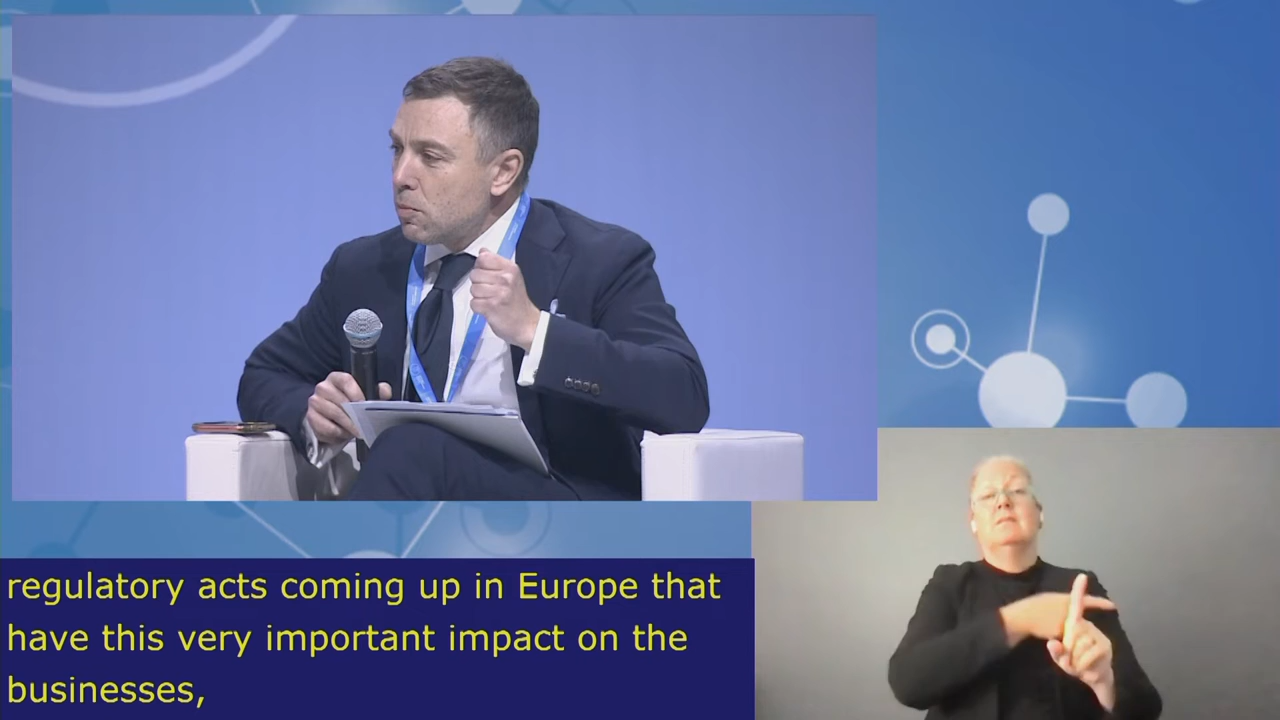 regulatory acts coming up in Europe that
have this very important impact on the
businesses,